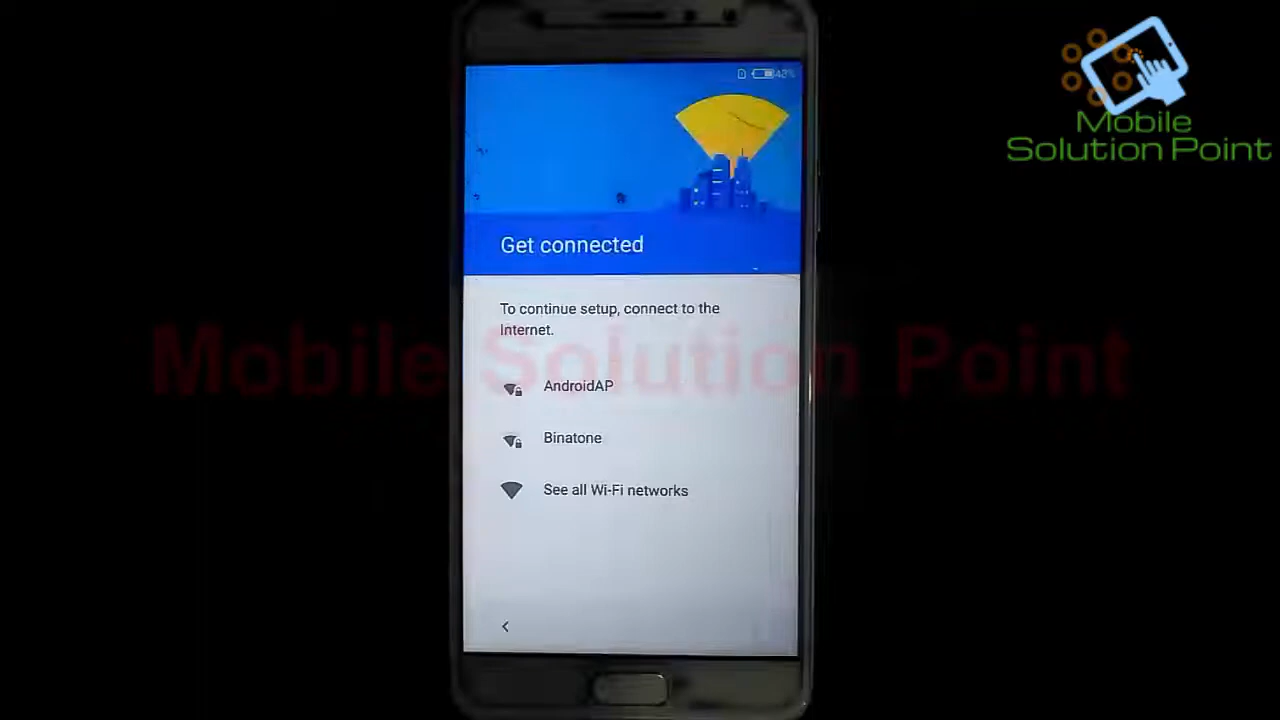 43%
Mobile
Solution Point
Get connected
To continue setup, connect to the
Internet.
Mobile Solution Point
AndroidAP
Binatone
See all Wi-Fi networks